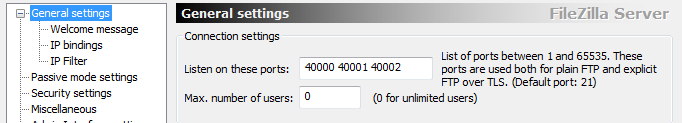 General settings
Welcome message
IP bindings
IP Filter
Passive mode settings
Security settings
Miscellaneous
General settings
FileZilla Server
Connection settings
Listen on these ports:
40000 40001 40002
List of ports between 1 and 65535. These
ports are used both for plain FTP and explicit
FTP over TLS. (Default port: 21)
Max. number of users:
0
(0 for unlimited users)